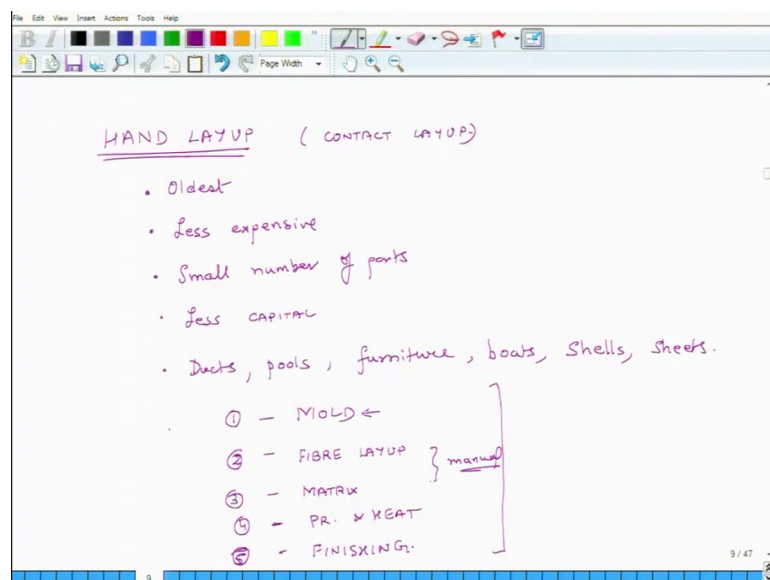 File Edit View Insert Actions Tools Help
B I
Page Width
HAND LAYUP ( CONTACT LAYUP )
• Oldest
• Less expensive
• Small number of parts
• Less CAPITAL
• Ducts, pools, furniture, boats, Shells, Sheets.
① - MOLD ←
② - FIBRE LAYUP } manual
③ - MATRIX
④ - PR. & HEAT
⑤ - FINISHING.
9 / 47
9